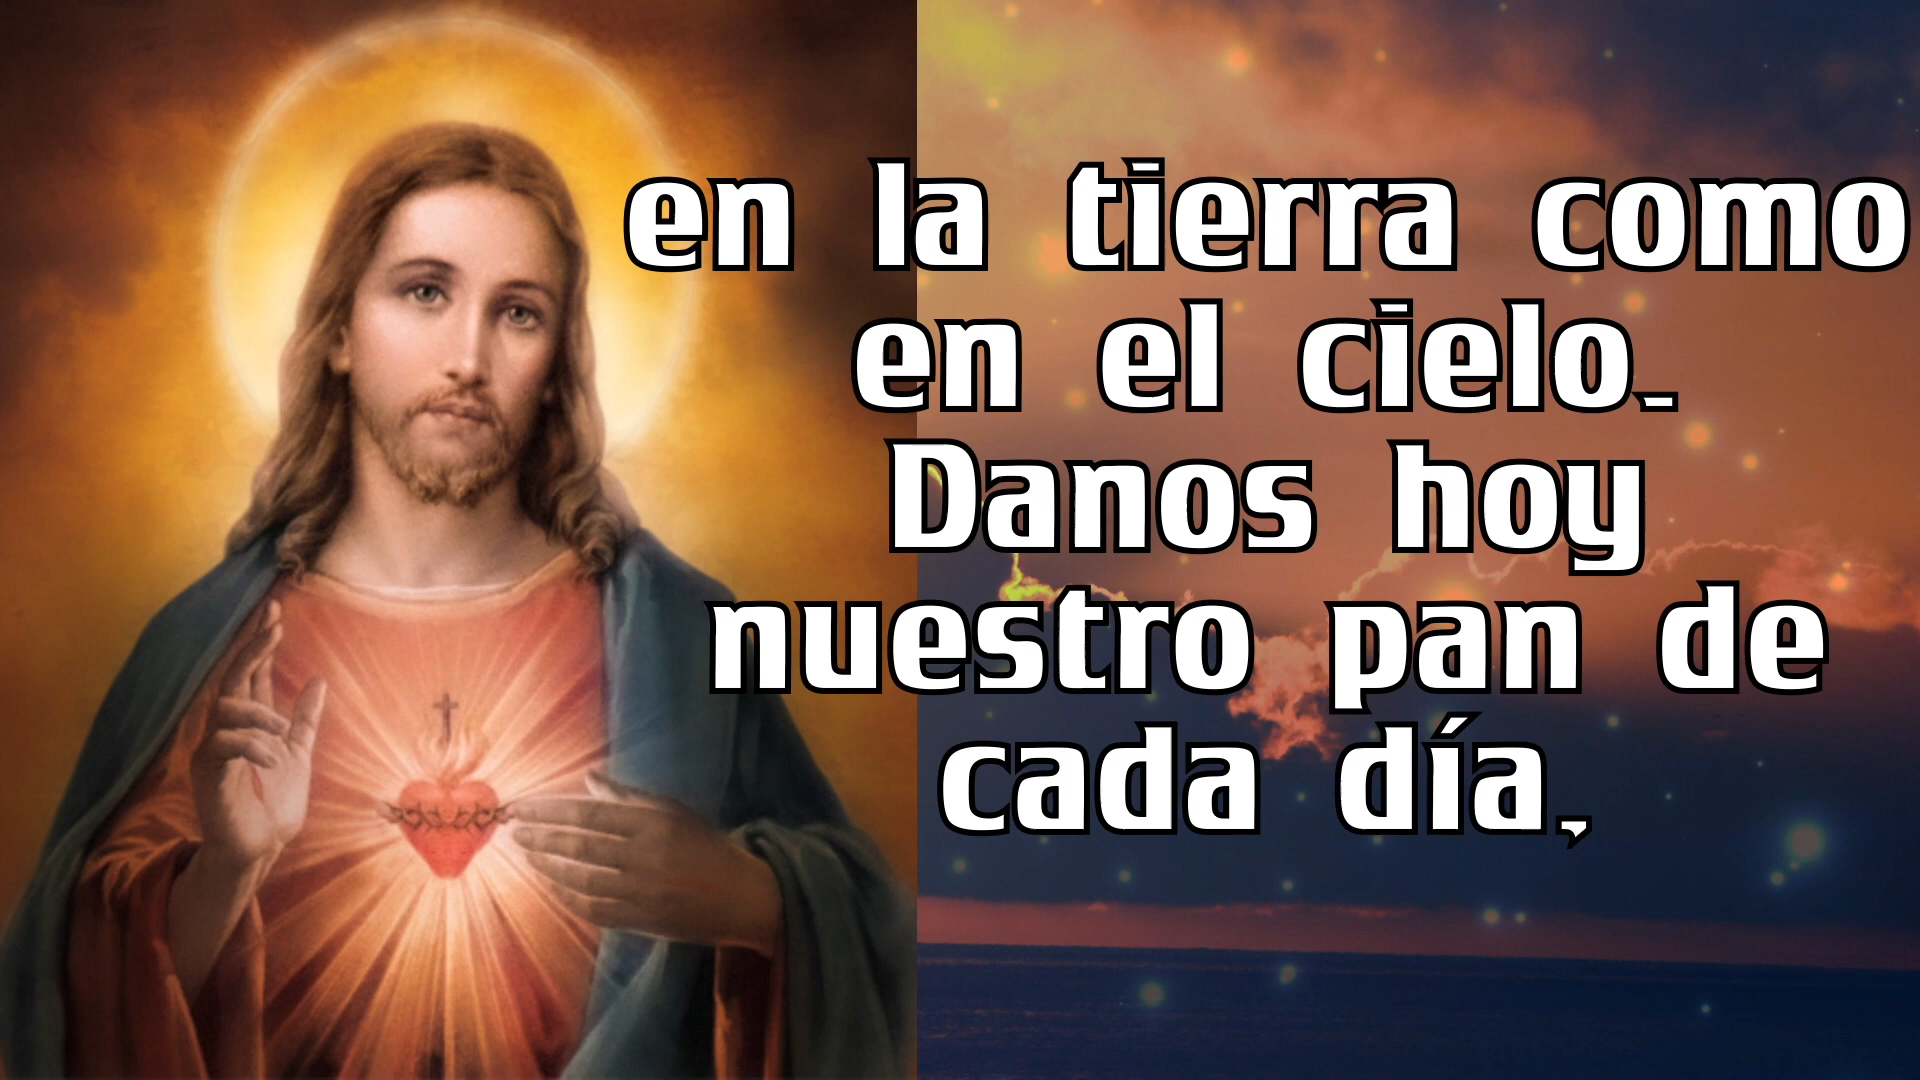 en la tierra como
en el cielo.
Danos hoy
nuestro pan de
cada día,